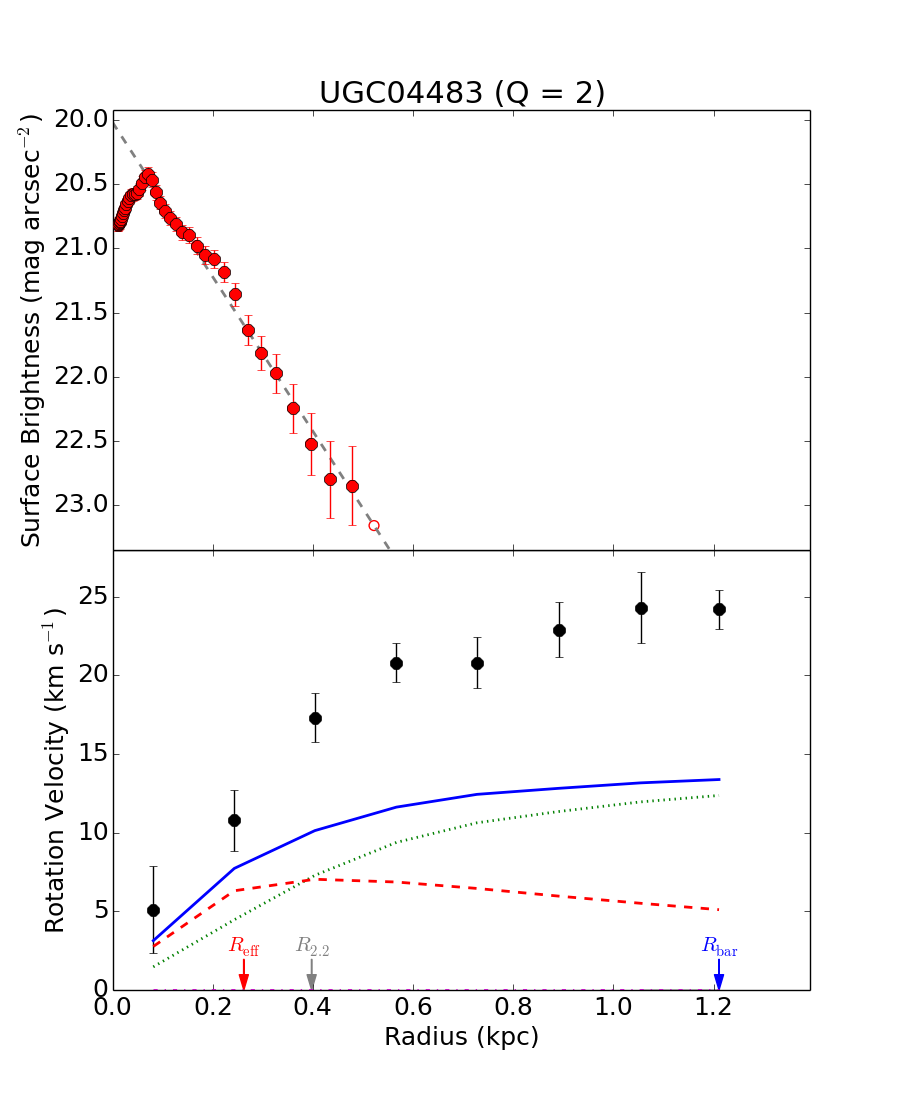 UGC04483 (Q = 2)
Surface Brightness (mag arcsec⁻²)
20.0
20.5
21.0
21.5
22.0
22.5
23.0
Rotation Velocity (km s⁻¹)
25
20
15
10
5
0
R_eff R_2.2 R_bar
0.0 0.2 0.4 0.6 0.8 1.0 1.2
Radius (kpc)